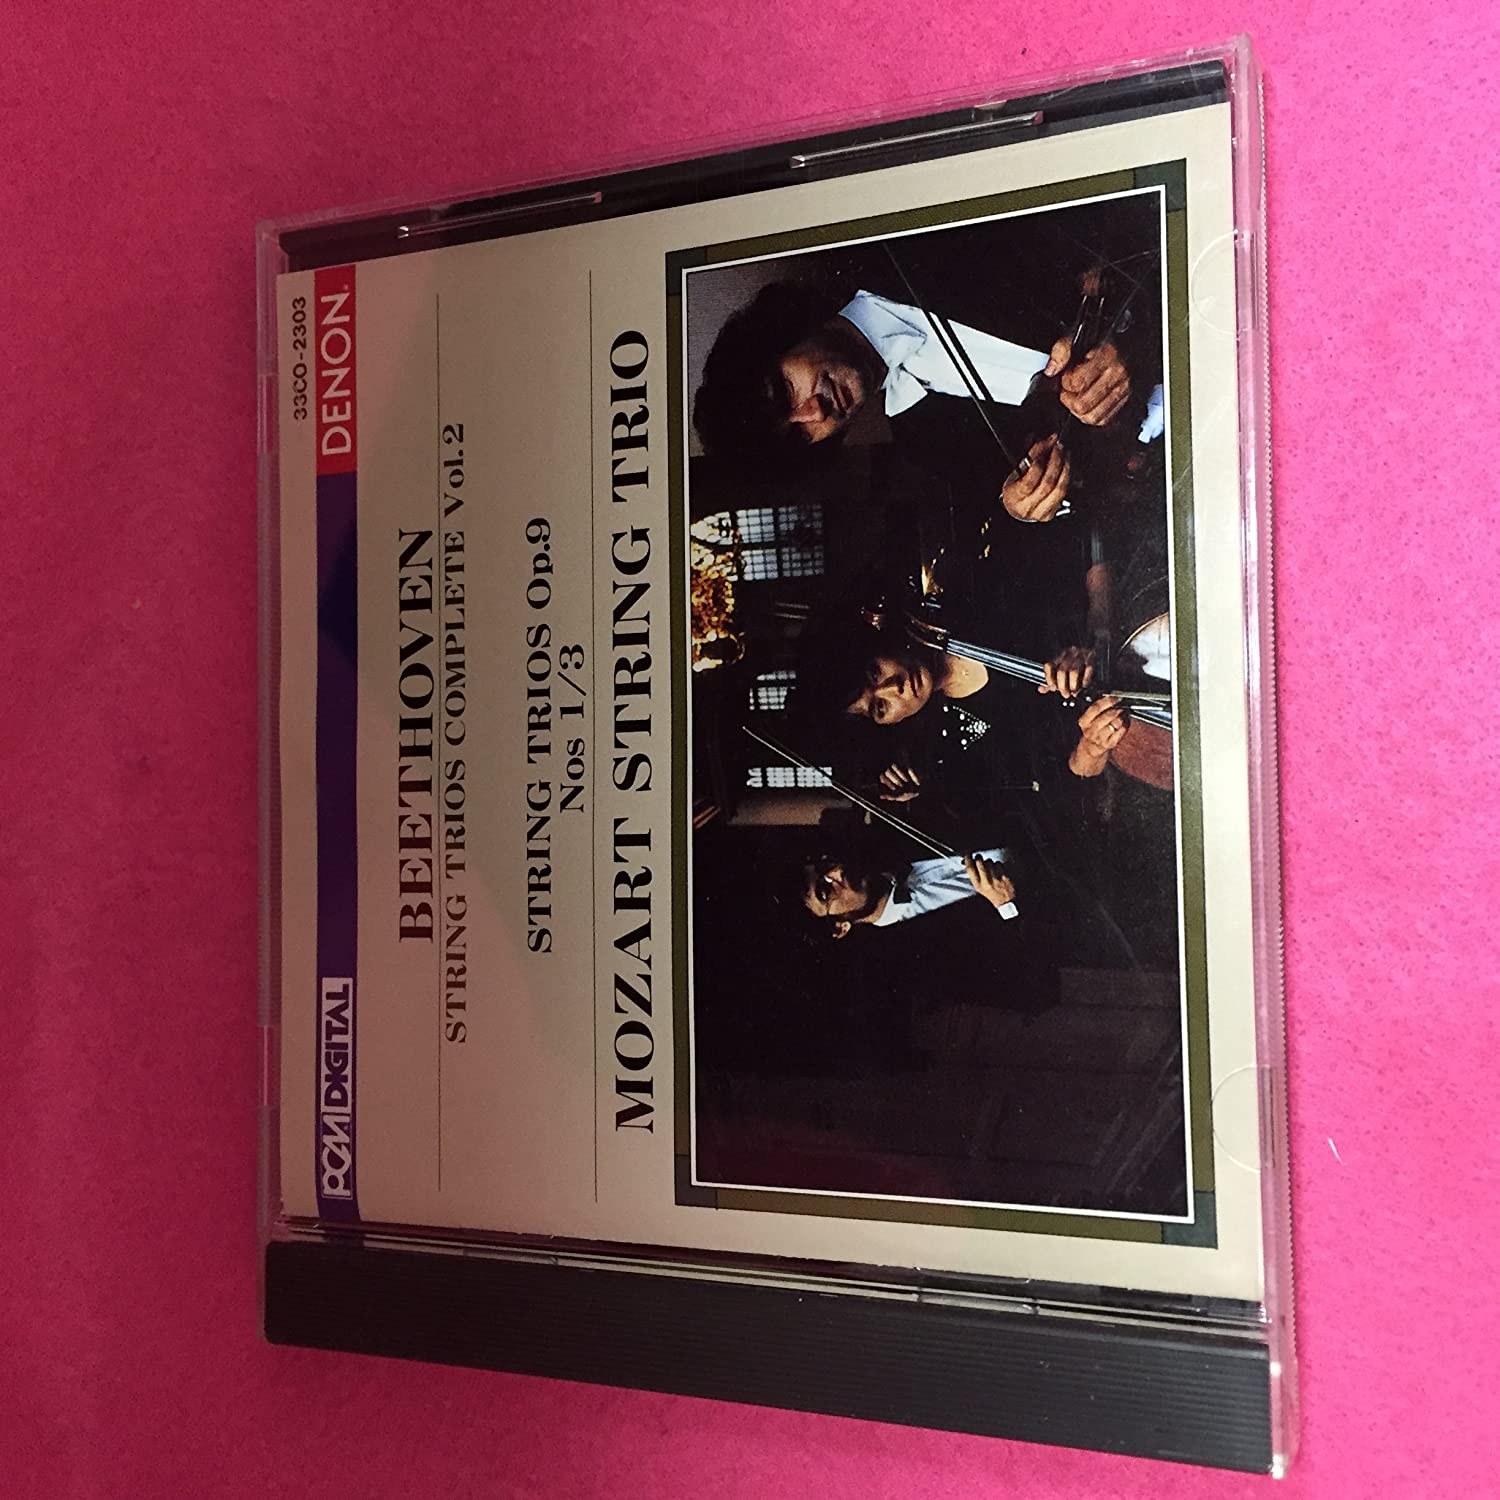 33CO-2303
PCM DIGITAL
DENON
BEETHOVEN
STRING TRIOS COMPLETE Vol.2
STRING TRIOS Op.9
Nos 1/3
MOZART STRING TRIO